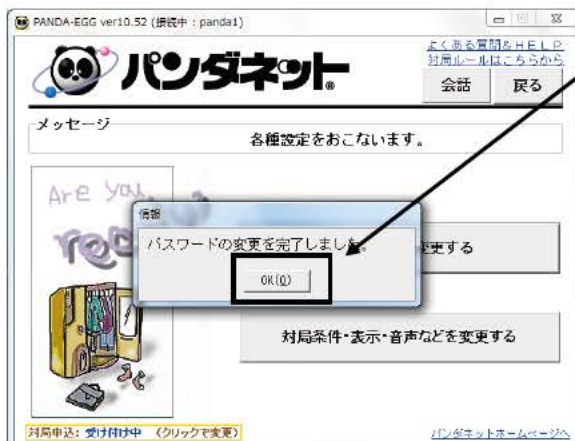 PANDA-EGG ver10.52 (接続中 : panda1)
よくある質問&HELP
対局ルールはこちらから
パンダネット
会話
戻る
メッセージ
各種設定をおこないます。
Are You
情報
パスワードの変更を完了しました。
変更する
OK(O)
対局条件・表示・音声などを変更する
対局申込: 受け付け中 (クリックで変更)
パンダネットホームページへ